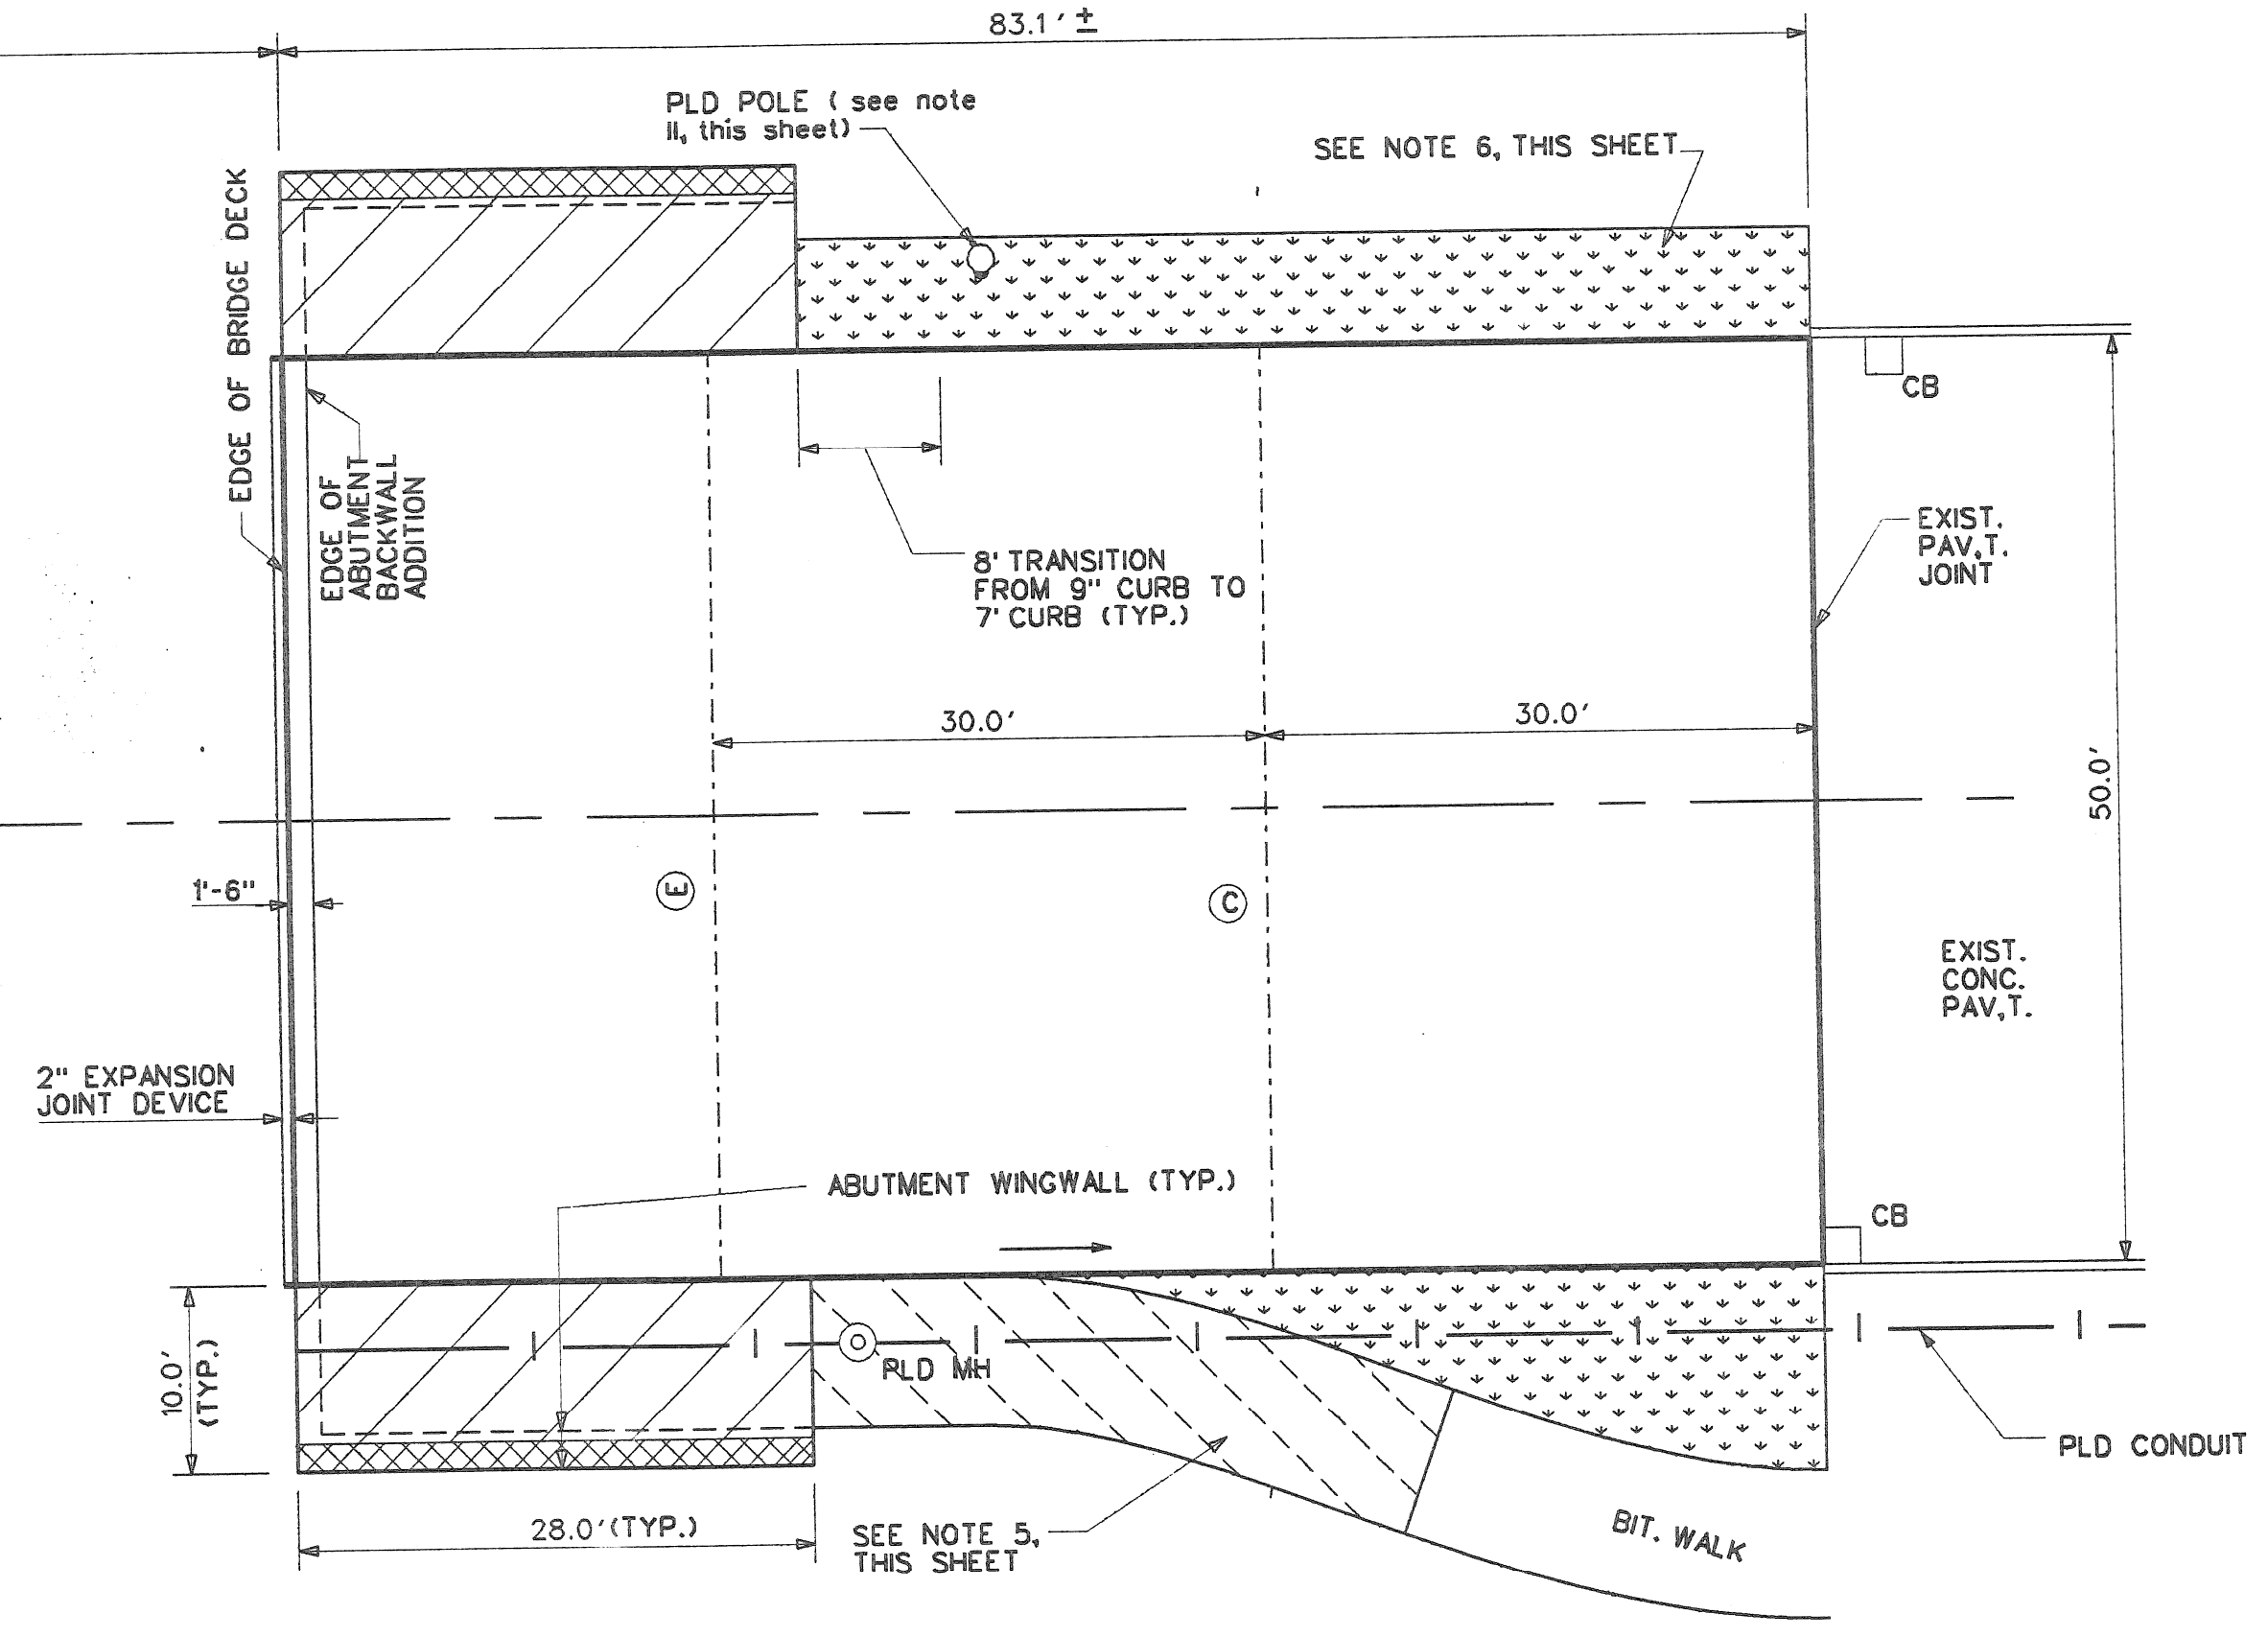 83.1' ±
PLD POLE ( see note
11, this sheet)
SEE NOTE 6, THIS SHEET
EDGE OF BRIDGE DECK
CB
EDGE OF
ABUTMENT
BACKWALL
ADDITION
8' TRANSITION
FROM 9" CURB TO
7' CURB (TYP.)
EXIST.
PAV,T.
JOINT
30.0'
30.0'
50.0'
1'-6"
E
C
EXIST.
CONC.
PAV,T.
2" EXPANSION
JOINT DEVICE
ABUTMENT WINGWALL (TYP.)
CB
10.0'
(TYP.)
PLD MH
PLD CONDUIT
28.0' (TYP.)
SEE NOTE 5,
THIS SHEET
BIT. WALK